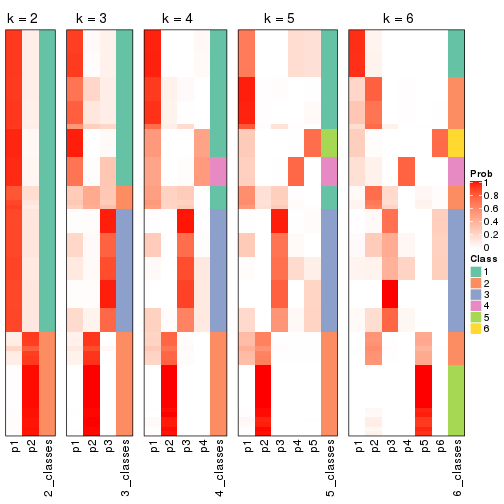 k = 2
k = 3
k = 4
k = 5
k = 6
p1
p2
2_classes
p1
p2
p3
3_classes
p1
p2
p3
p4
4_classes
p1
p2
p3
p4
p5
5_classes
p1
p2
p3
p4
p5
p6
6_classes
Prob
1
0.8
0.6
0.4
0.2
0
Class
1
2
3
4
5
6